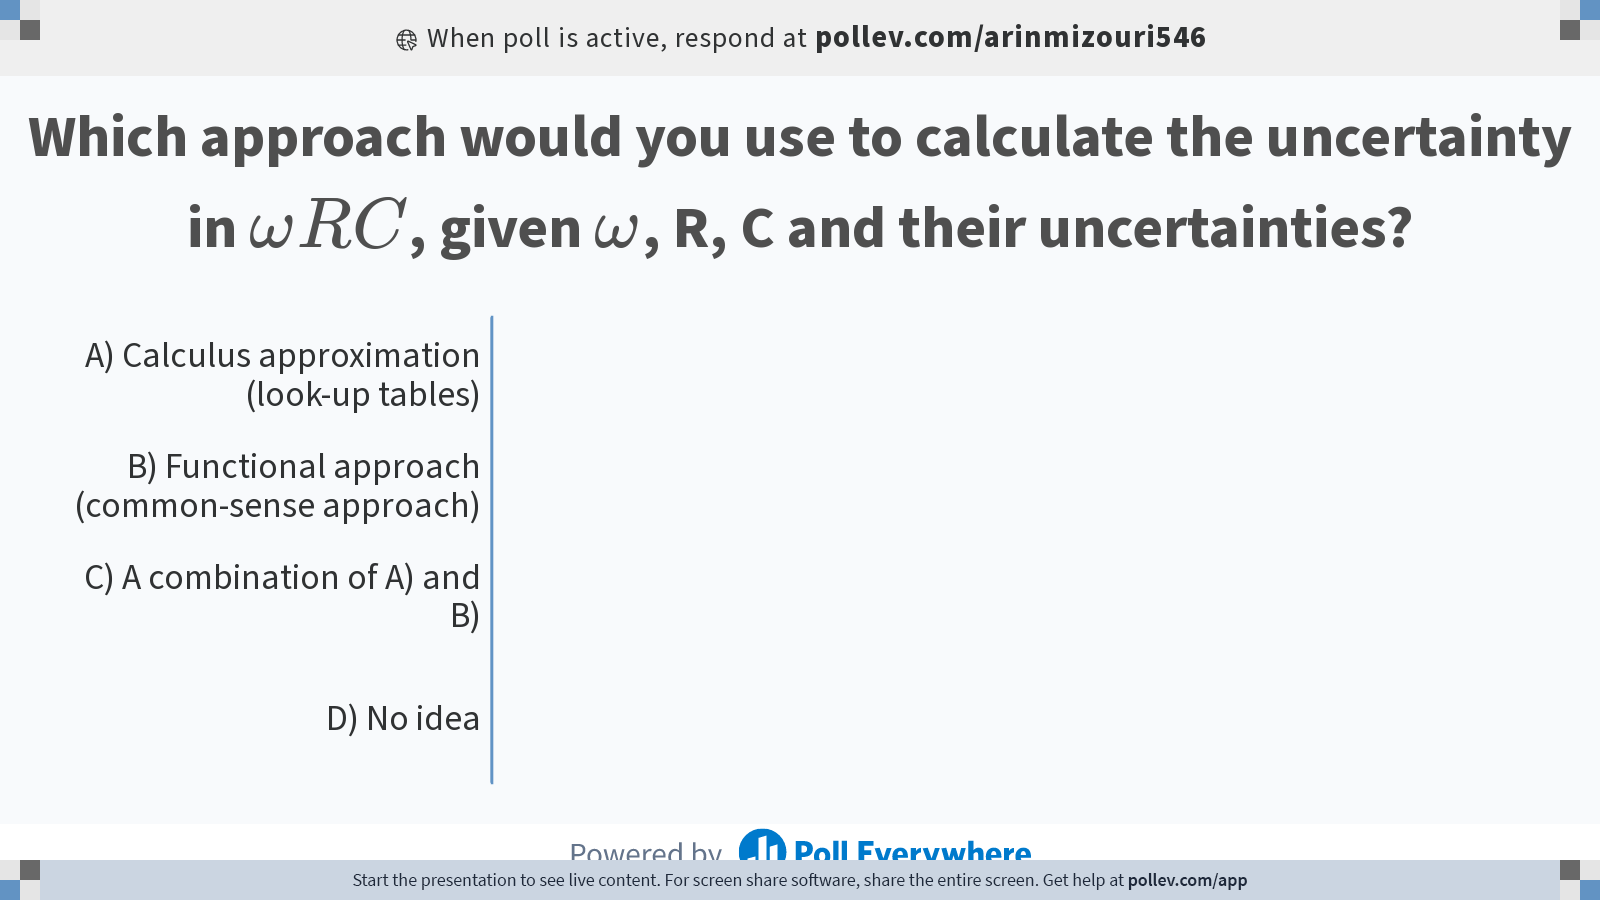 When poll is active, respond at pollev.com/arinmizouri546
Which approach would you use to calculate the uncertainty
in ωRC, given ω, R, C and their uncertainties?
A) Calculus approximation
(look-up tables)
B) Functional approach
(common-sense approach)
C) A combination of A) and
B)
D) No idea
Powered by Poll Everywhere
Start the presentation to see live content. For screen share software, share the entire screen. Get help at pollev.com/app